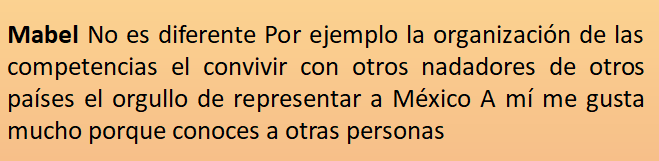 Mabel No es diferente Por ejemplo la organización de las
competencias el convivir con otros nadadores de otros
países el orgullo de representar a México A mí me gusta
mucho porque conoces a otras personas